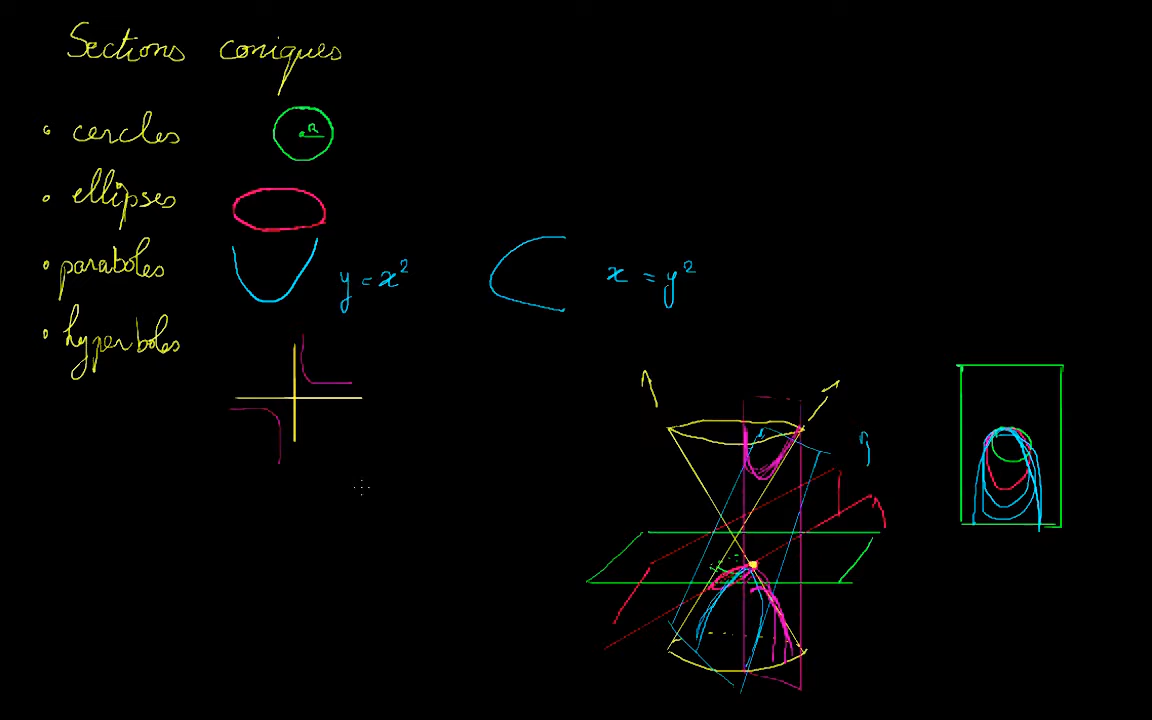 Sections coniques
• cercles
R
• ellipses
• paraboles
y = x²
x = y²
• hyperboles